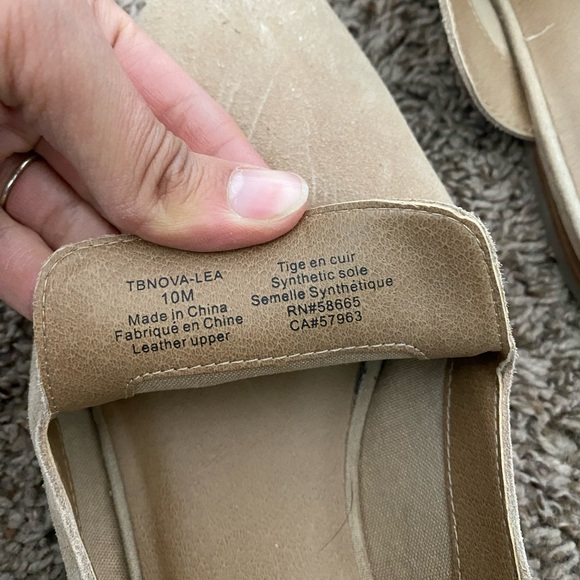 TBNOVA-LEA
10M
Made in China
Fabriqué en Chine
Leather upper
Tige en cuir
Synthetic sole
Semelle Synthétique
RN#58665
CA#57963